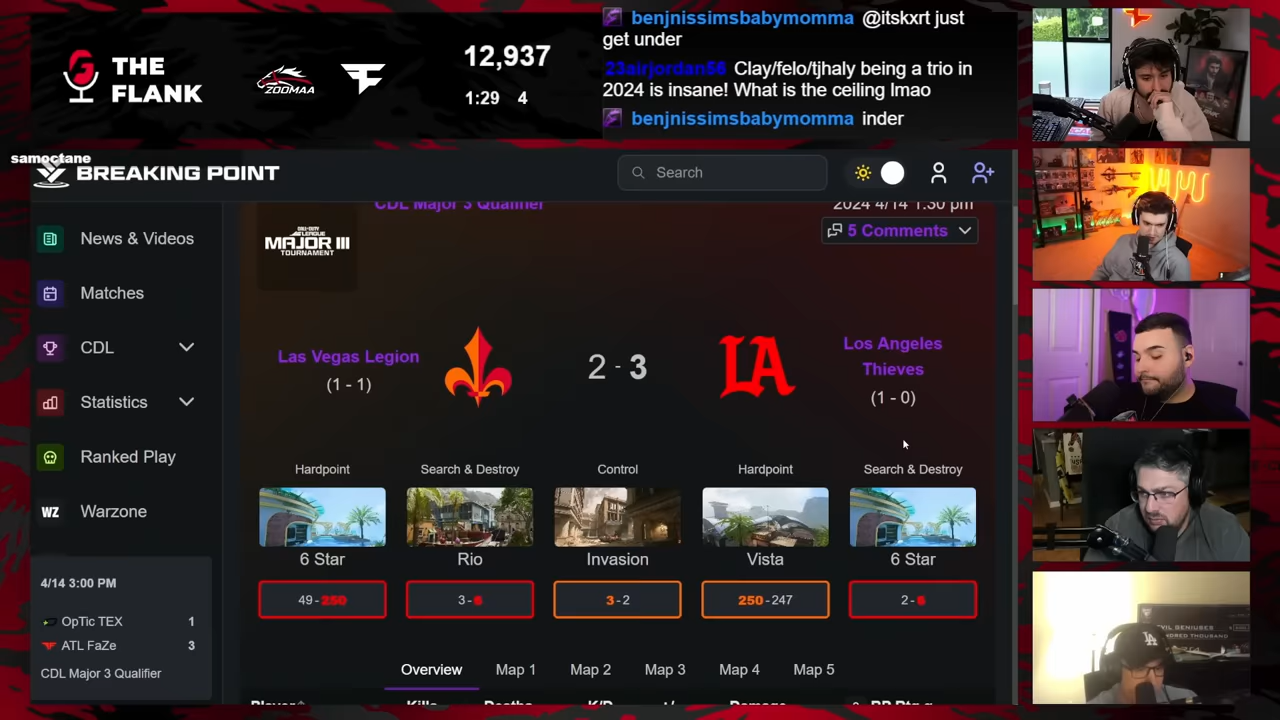 THE
FLANK
ZOOMAA
12,937
1:29 4
benjnissimsbabymomma @itskxrt just
get under
23airjordan56 Clay/felo/tjhaly being a trio in
2024 is insane! What is the ceiling lmao
benjnissimsbabymomma inder
samoctane
BREAKING POINT
Search
News & Videos
Matches
CDL
Statistics
Ranked Play
WZ Warzone
4/14 3:00 PM
OpTic TEX 1
ATL FaZe 3
CDL Major 3 Qualifier
CDL Major 3 Qualifier
2024 4/14 1:30 pm
5 Comments
MAJOR III
TOURNAMENT
Las Vegas Legion
(1 - 1)
2 - 3
LA
Los Angeles
Thieves
(1 - 0)
Hardpoint Search & Destroy Control Hardpoint Search & Destroy
6 Star Rio Invasion Vista 6 Star
49 - 250 3 - 6 3 - 2 250 - 247 2 - 6
Overview Map 1 Map 2 Map 3 Map 4 Map 5
Player Kills Deaths K/D +/- Damage